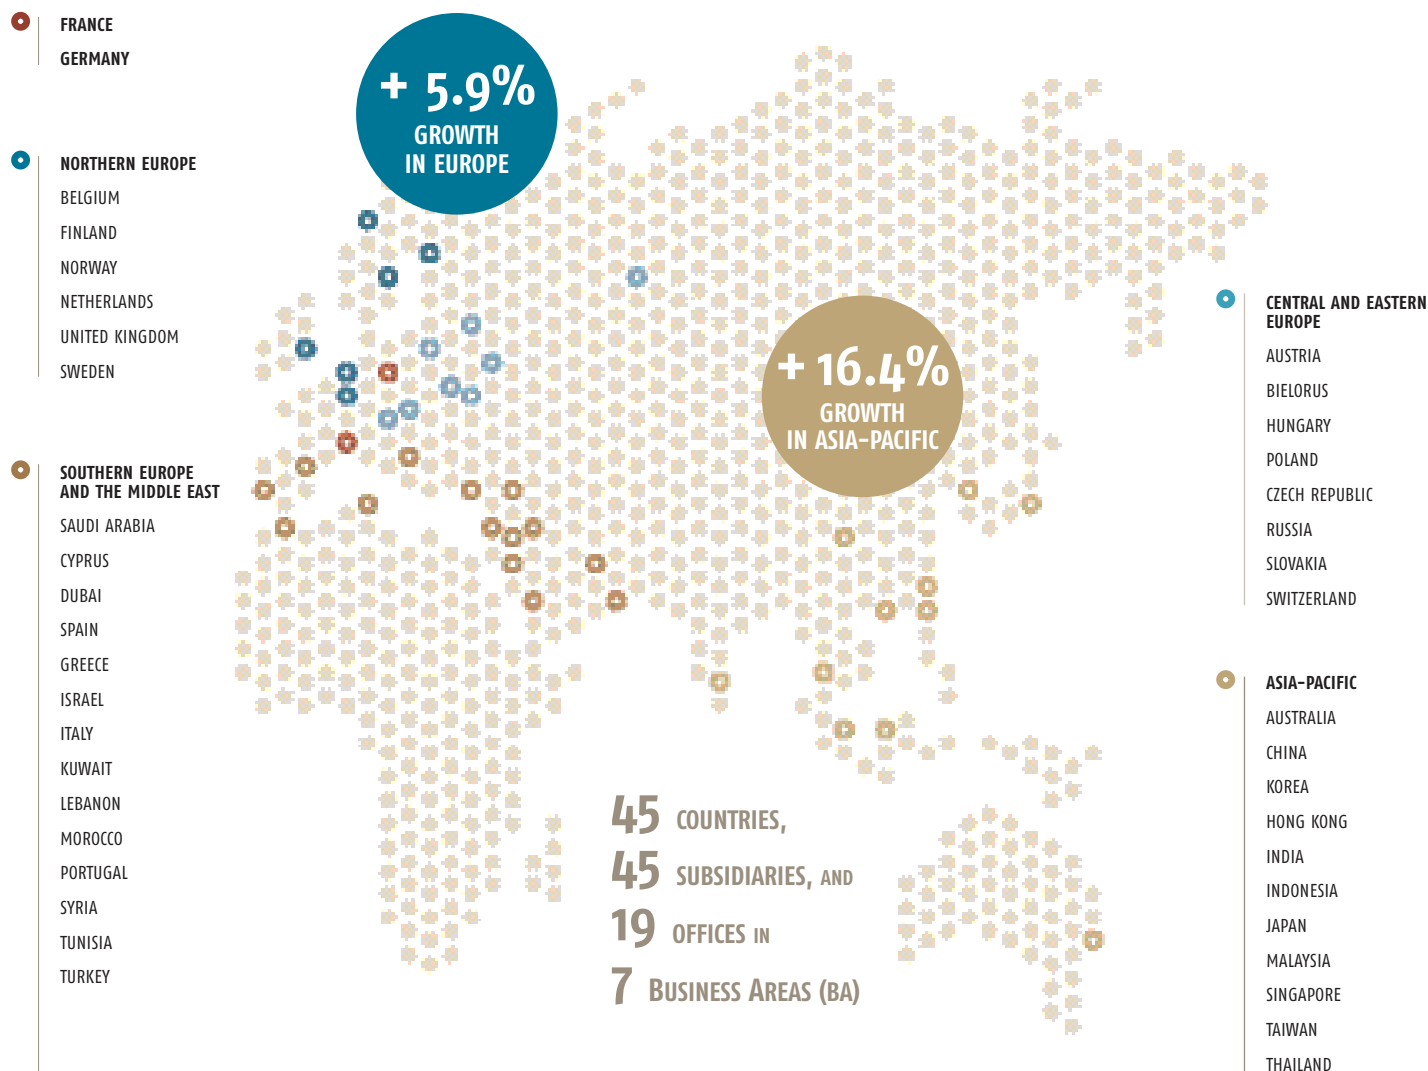 FRANCE
GERMANY
NORTHERN EUROPE
BELGIUM
FINLAND
NORWAY
NETHERLANDS
UNITED KINGDOM
SWEDEN
SOUTHERN EUROPE
AND THE MIDDLE EAST
SAUDI ARABIA
CYPRUS
DUBAI
SPAIN
GREECE
ISRAEL
ITALY
KUWAIT
LEBANON
MOROCCO
PORTUGAL
SYRIA
TUNISIA
TURKEY
+ 5.9%
GROWTH
IN EUROPE
+ 16.4%
GROWTH
IN ASIA-PACIFIC
45 COUNTRIES,
45 SUBSIDIARIES, AND
19 OFFICES IN
7 BUSINESS AREAS (BA)
CENTRAL AND EASTERN
EUROPE
AUSTRIA
BIELORUS
HUNGARY
POLAND
CZECH REPUBLIC
RUSSIA
SLOVAKIA
SWITZERLAND
ASIA-PACIFIC
AUSTRALIA
CHINA
KOREA
HONG KONG
INDIA
INDONESIA
JAPAN
MALAYSIA
SINGAPORE
TAIWAN
THAILAND